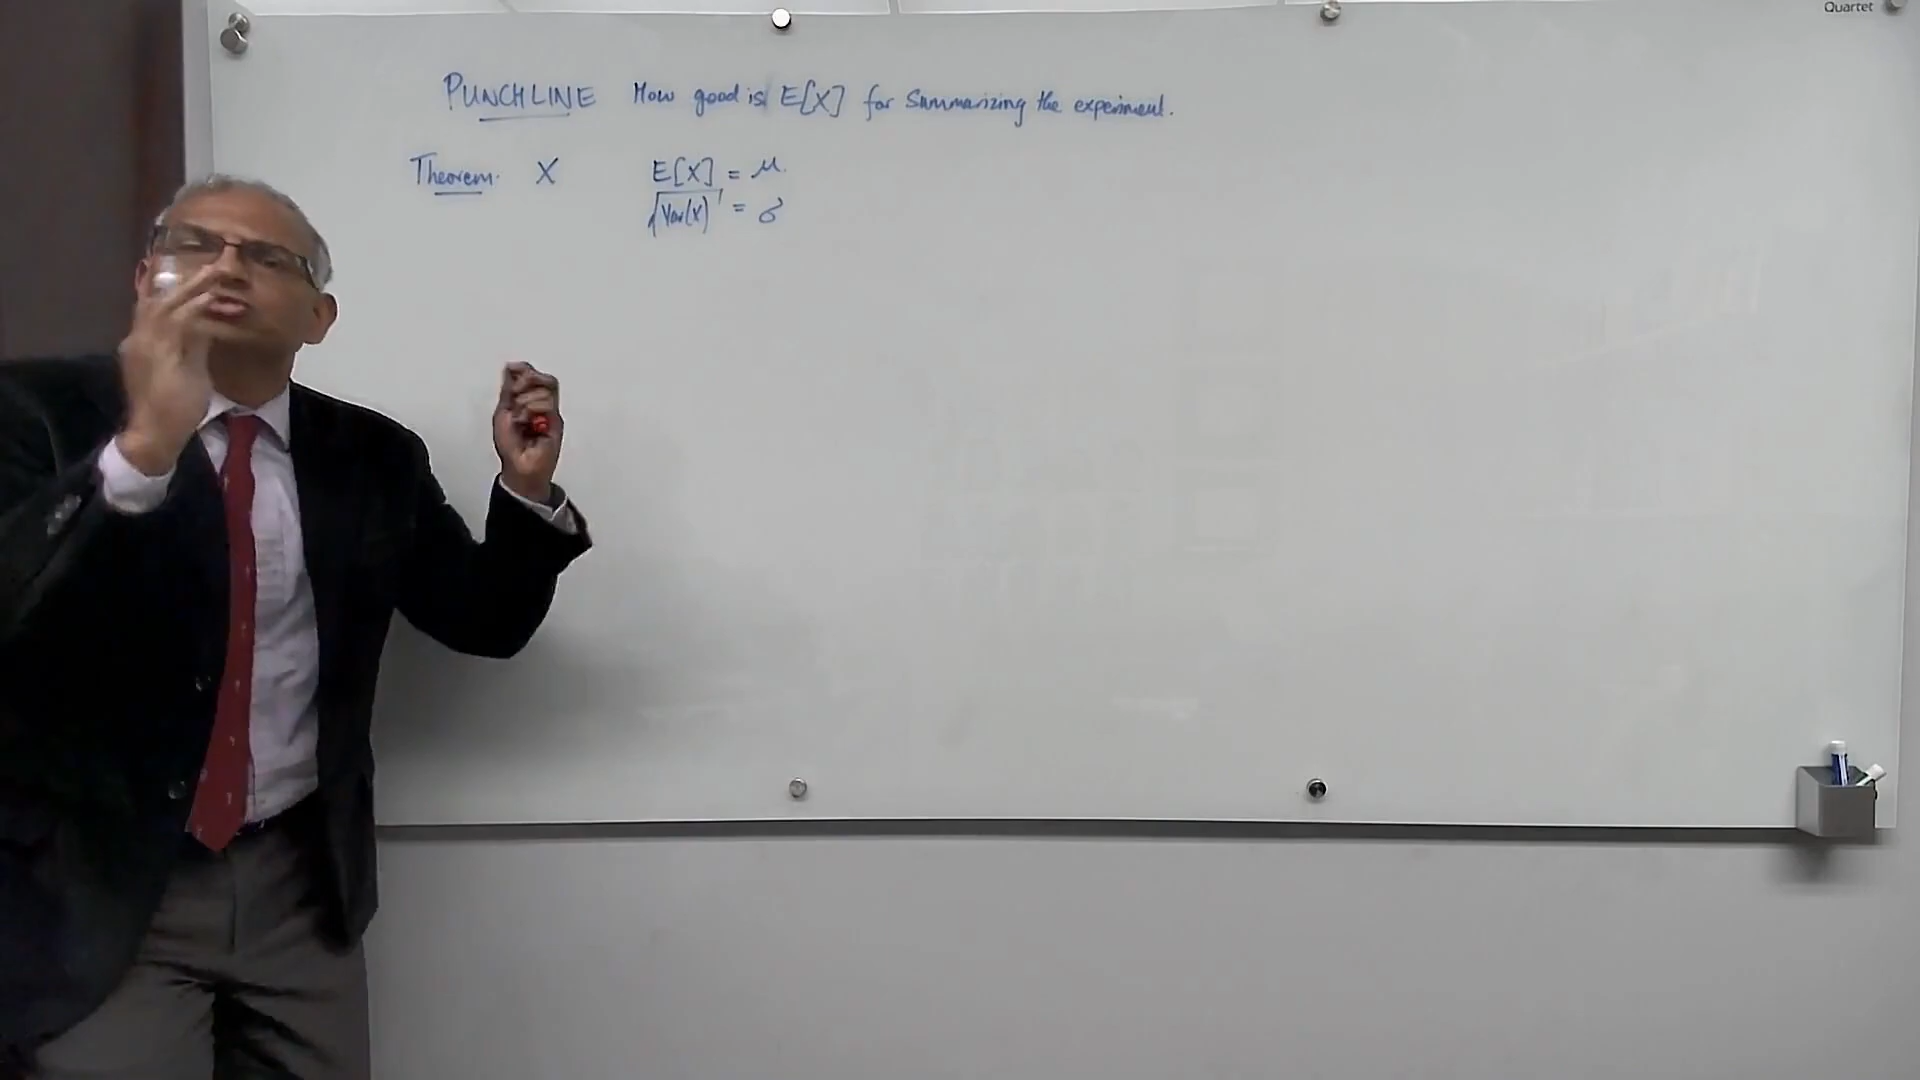 Quartet
PUNCHLINE How good is E[X] for Summarizing the experiment.
Theorem. X E[X] = μ.
√Var(X) = σ